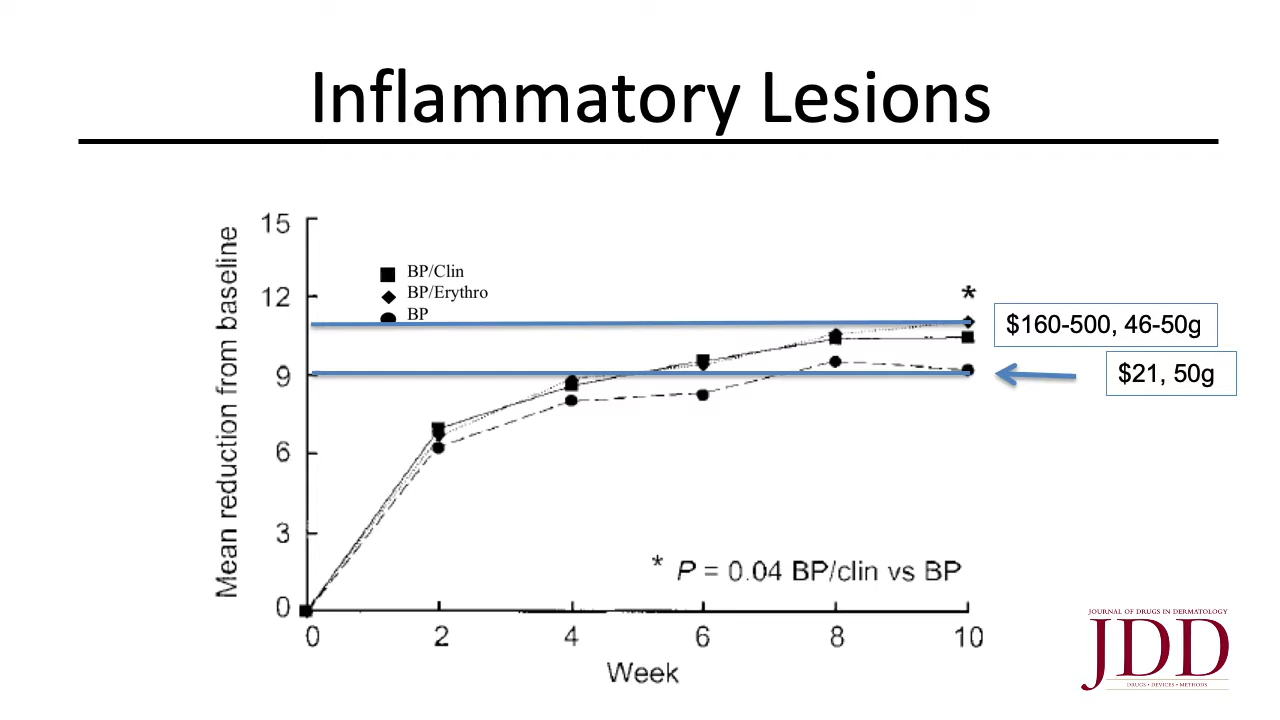 Inflammatory Lesions
Mean reduction from baseline
15
12
9
6
3
0
BP/Clin
BP/Erythro
BP
*
$160-500, 46-50g
$21, 50g
* P = 0.04 BP/clin vs BP
0 2 4 6 8 10
Week
JOURNAL OF DRUGS IN DERMATOLOGY
JDD
DRUGS • DEVICES • METHODS